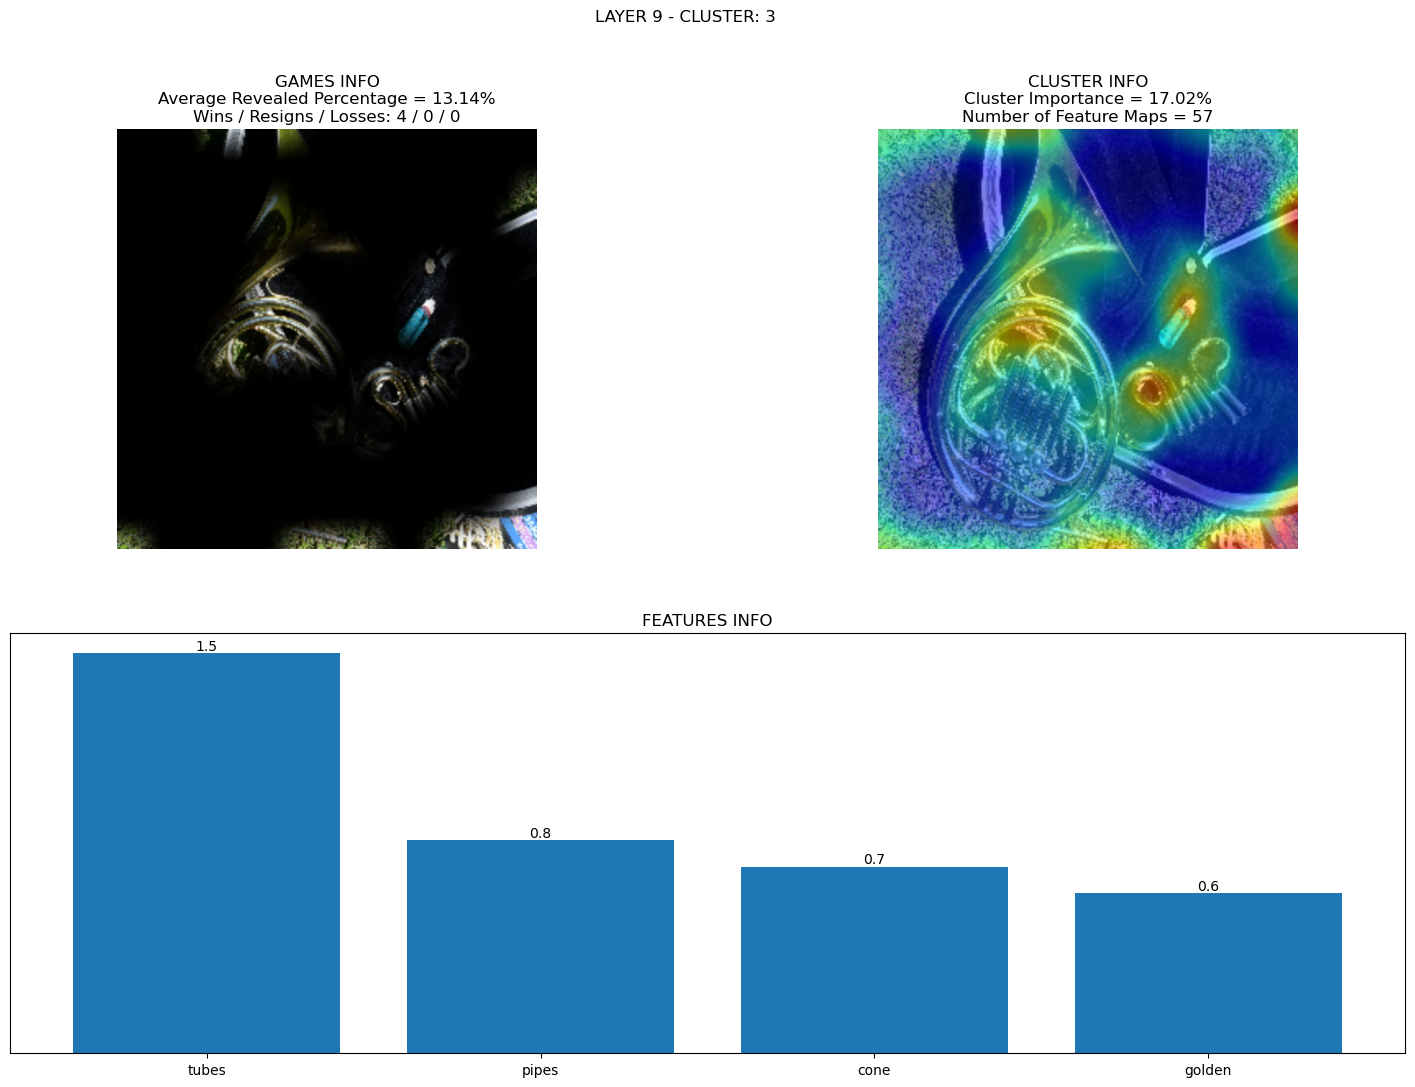 LAYER 9 - CLUSTER: 3
GAMES INFO
Average Revealed Percentage = 13.14%
Wins / Resigns / Losses: 4 / 0 / 0
CLUSTER INFO
Cluster Importance = 17.02%
Number of Feature Maps = 57
FEATURES INFO
1.5
0.8
0.7
0.6
tubes
pipes
cone
golden